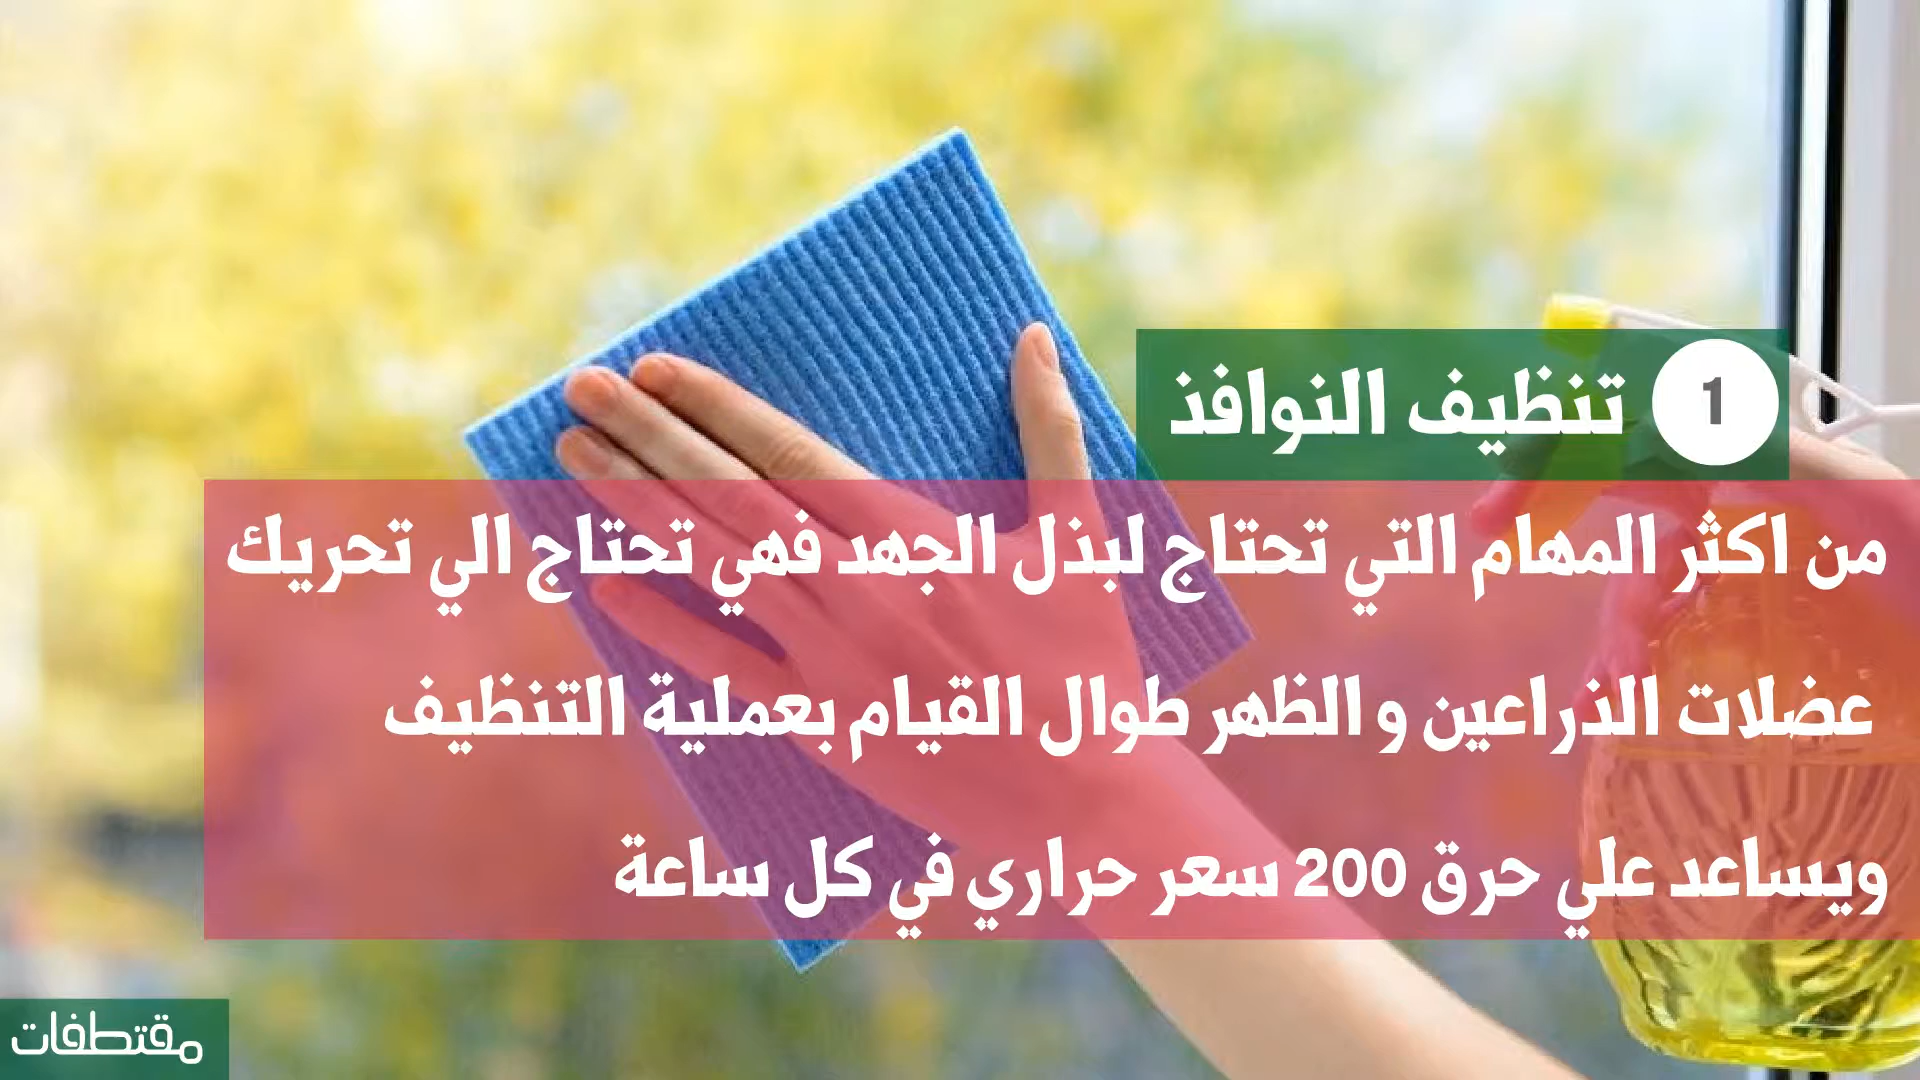 1 تنظيف النوافذ
من اكثر المهام التي تحتاج لبذل الجهد فهي تحتاج الي تحريك
عضلات الذراعين و الظهر طوال القيام بعملية التنظيف
ويساعد علي حرق 200 سعر حراري في كل ساعة
مقتطفات